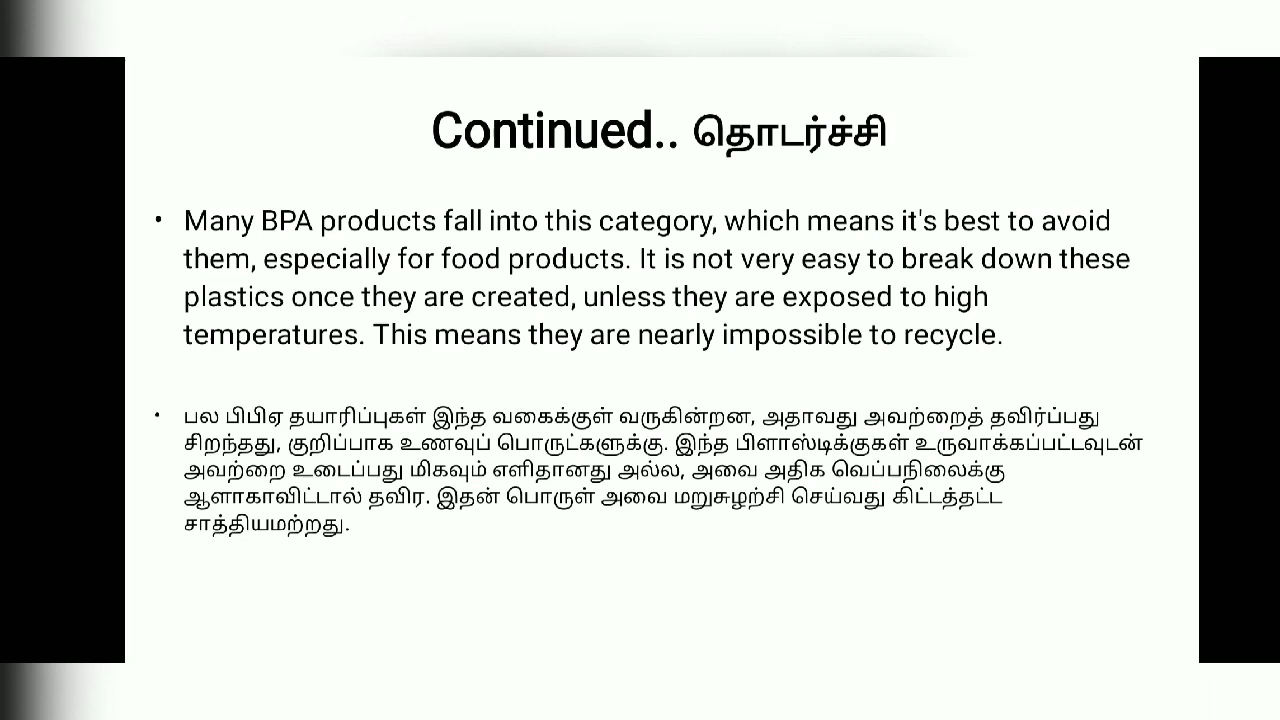 Continued.. தொடர்ச்சி
• Many BPA products fall into this category, which means it's best to avoid
them, especially for food products. It is not very easy to break down these
plastics once they are created, unless they are exposed to high
temperatures. This means they are nearly impossible to recycle.
• பல பிபிஏ தயாரிப்புகள் இந்த வகைக்குள் வருகின்றன, அதாவது அவற்றைத் தவிர்ப்பது
சிறந்தது, குறிப்பாக உணவுப் பொருட்களுக்கு. இந்த பிளாஸ்டிக்குகள் உருவாக்கப்பட்டவுடன்
அவற்றை உடைப்பது மிகவும் எளிதானது அல்ல, அவை அதிக வெப்பநிலைக்கு
ஆளாகாவிட்டால் தவிர. இதன் பொருள் அவை மறுசுழற்சி செய்வது கிட்டத்தட்ட
சாத்தியமற்றது.